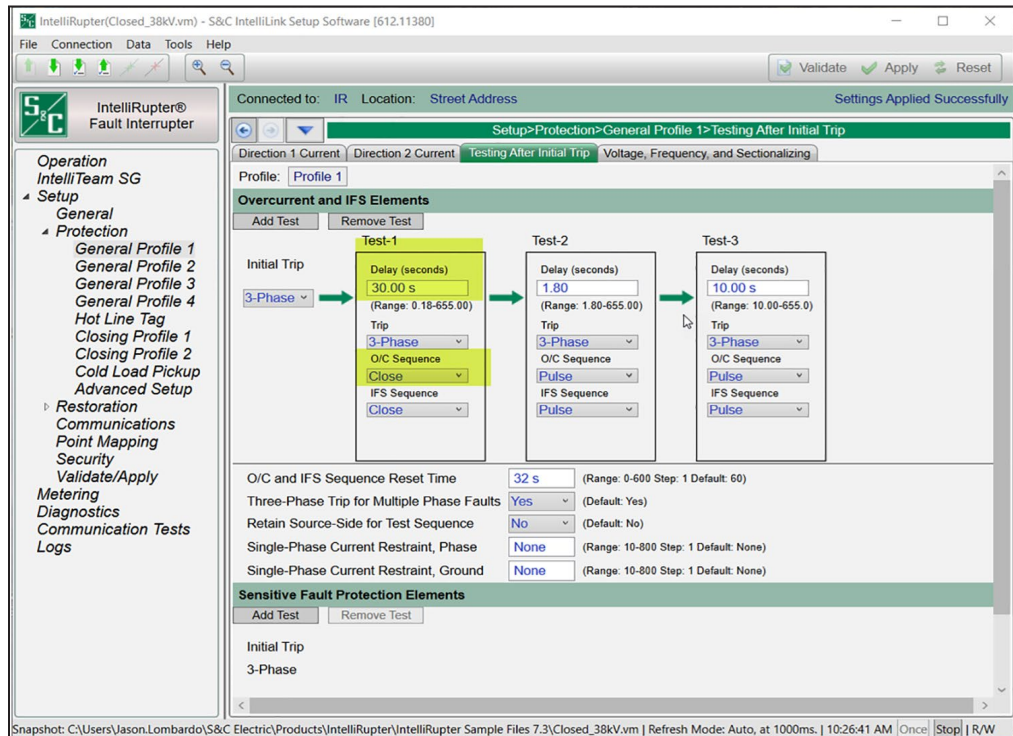 IntelliRupter(Closed_38kV.vm) - S&C IntelliLink Setup Software [612.11380]
File Connection Data Tools Help
Validate Apply Reset
S&C
IntelliRupter®
Fault Interrupter
Operation
IntelliTeam SG
Setup
General
Protection
General Profile 1
General Profile 2
General Profile 3
General Profile 4
Hot Line Tag
Closing Profile 1
Closing Profile 2
Cold Load Pickup
Advanced Setup
Restoration
Communications
Point Mapping
Security
Validate/Apply
Metering
Diagnostics
Communication Tests
Logs
Connected to: IR Location: Street Address Settings Applied Successfully
Setup>Protection>General Profile 1>Testing After Initial Trip
Direction 1 Current Direction 2 Current Testing After Initial Trip Voltage, Frequency, and Sectionalizing
Profile: Profile 1
Overcurrent and IFS Elements
Add Test Remove Test
Initial Trip
3-Phase
Test-1
Delay (seconds)
30.00 s
(Range: 0.18-655.00)
Trip
3-Phase
O/C Sequence
Close
IFS Sequence
Close
Test-2
Delay (seconds)
1.80
(Range: 1.80-655.00)
Trip
3-Phase
O/C Sequence
Pulse
IFS Sequence
Pulse
Test-3
Delay (seconds)
10.00 s
(Range: 10.00-655.0)
Trip
3-Phase
O/C Sequence
Pulse
IFS Sequence
Pulse
O/C and IFS Sequence Reset Time 32 s (Range: 0-600 Step: 1 Default: 60)
Three-Phase Trip for Multiple Phase Faults Yes (Default: Yes)
Retain Source-Side for Test Sequence No (Default: No)
Single-Phase Current Restraint, Phase None (Range: 10-800 Step: 1 Default: None)
Single-Phase Current Restraint, Ground None (Range: 10-800 Step: 1 Default: None)
Sensitive Fault Protection Elements
Add Test Remove Test
Initial Trip
3-Phase
Snapshot: C:\Users\Jason.Lombardo\S&C Electric\Products\IntelliRupter\IntelliRupter Sample Files 7.3\Closed_38kV.vm | Refresh Mode: Auto, at 1000ms. | 10:26:41 AM Once Stop | R/W